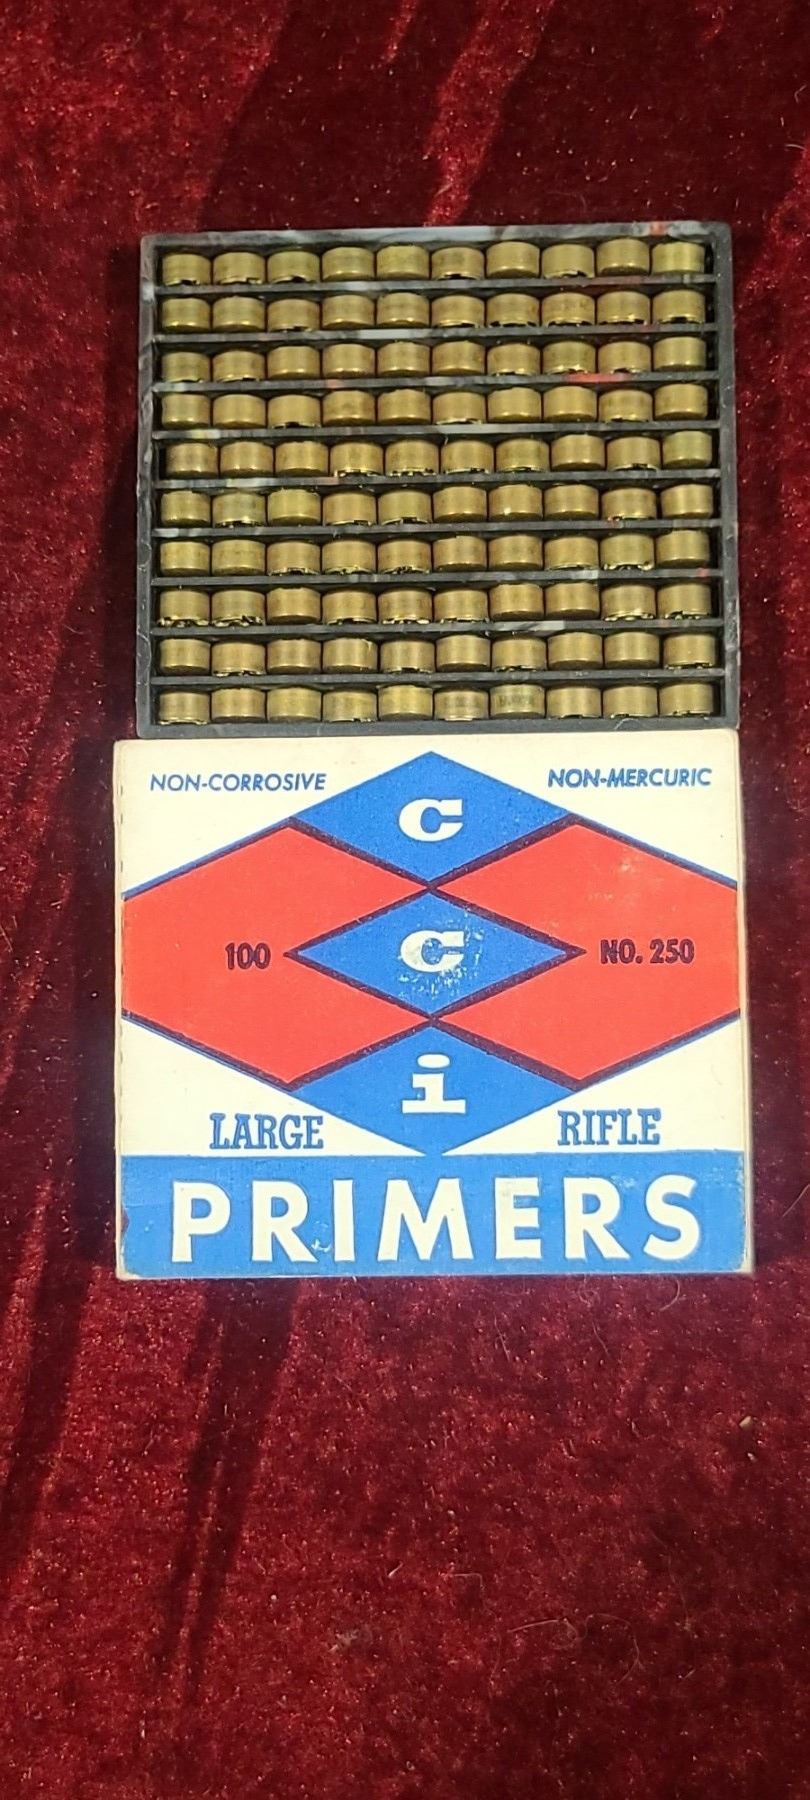 NON-CORROSIVE
NON-MERCURIC
C
C
i
100
NO. 250
LARGE
RIFLE
PRIMERS